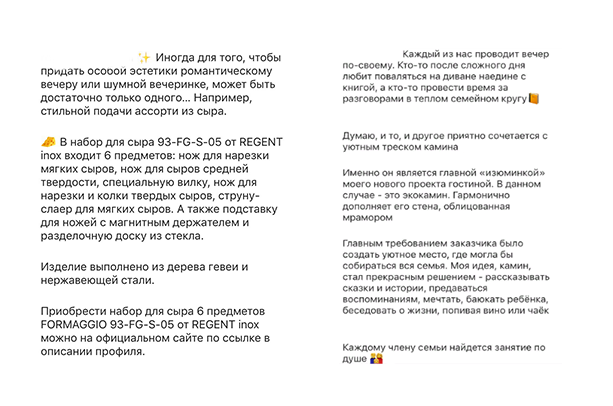 ✨ Иногда для того, чтобы
придать особой эстетики романтическому
вечеру или шумной вечеринке, может быть
достаточно только одного... Например,
стильной подачи ассорти из сыра.
🧀 В набор для сыра 93-FG-S-05 от REGENT
inox входит 6 предметов: нож для нарезки
мягких сыров, нож для сыров средней
твердости, специальную вилку, нож для
нарезки и колки твердых сыров, струну-
слаер для мягких сыров. А также подставку
для ножей с магнитным держателем и
разделочную доску из стекла.
Изделие выполнено из дерева гевеи и
нержавеющей стали.
Приобрести набор для сыра 6 предметов
FORMAGGIO 93-FG-S-05 от REGENT inox
можно на официальном сайте по ссылке в
описании профиля.
Каждый из нас проводит вечер
по-своему. Кто-то после сложного дня
любит поваляться на диване наедине с
книгой, а кто-то провести время за
разговорами в теплом семейном кругу📙
Думаю, и то, и другое приятно сочетается с
уютным треском камина
Именно он является главной «изюминкой»
моего нового проекта гостиной. В данном
случае - это экокамин. Гармонично
дополняет его стена, облицованная
мрамором
Главным требованием заказчика было
создать уютное место, где могла бы
собираться вся семья. Моя идея, камин,
стал прекрасным решением - рассказывать
сказки и истории, предаваться
воспоминаниям, мечтать, баюкать ребёнка,
беседовать о жизни, попивая вино или чаёк
Каждому члену семьи найдется занятие по
душе 👪